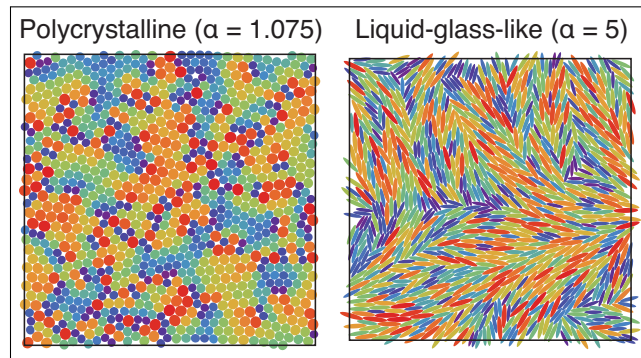 Polycrystalline (α = 1.075)
Liquid-glass-like (α = 5)